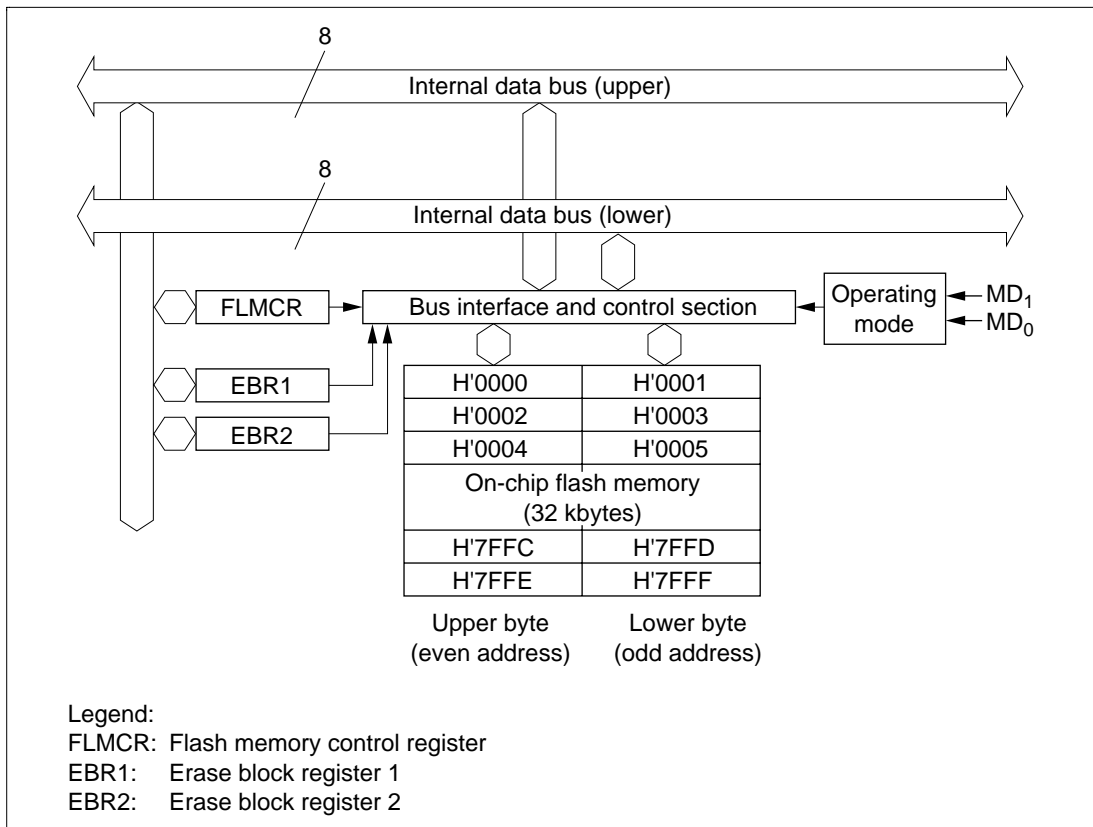 8
Internal data bus (upper)
8
Internal data bus (lower)
FLMCR
Bus interface and control section
Operating
mode
MD1
MD0
EBR1
EBR2
H'0000
H'0001
H'0002
H'0003
H'0004
H'0005
On-chip flash memory
(32 kbytes)
H'7FFC
H'7FFD
H'7FFE
H'7FFF
Upper byte
(even address)
Lower byte
(odd address)
Legend:
FLMCR: Flash memory control register
EBR1: Erase block register 1
EBR2: Erase block register 2